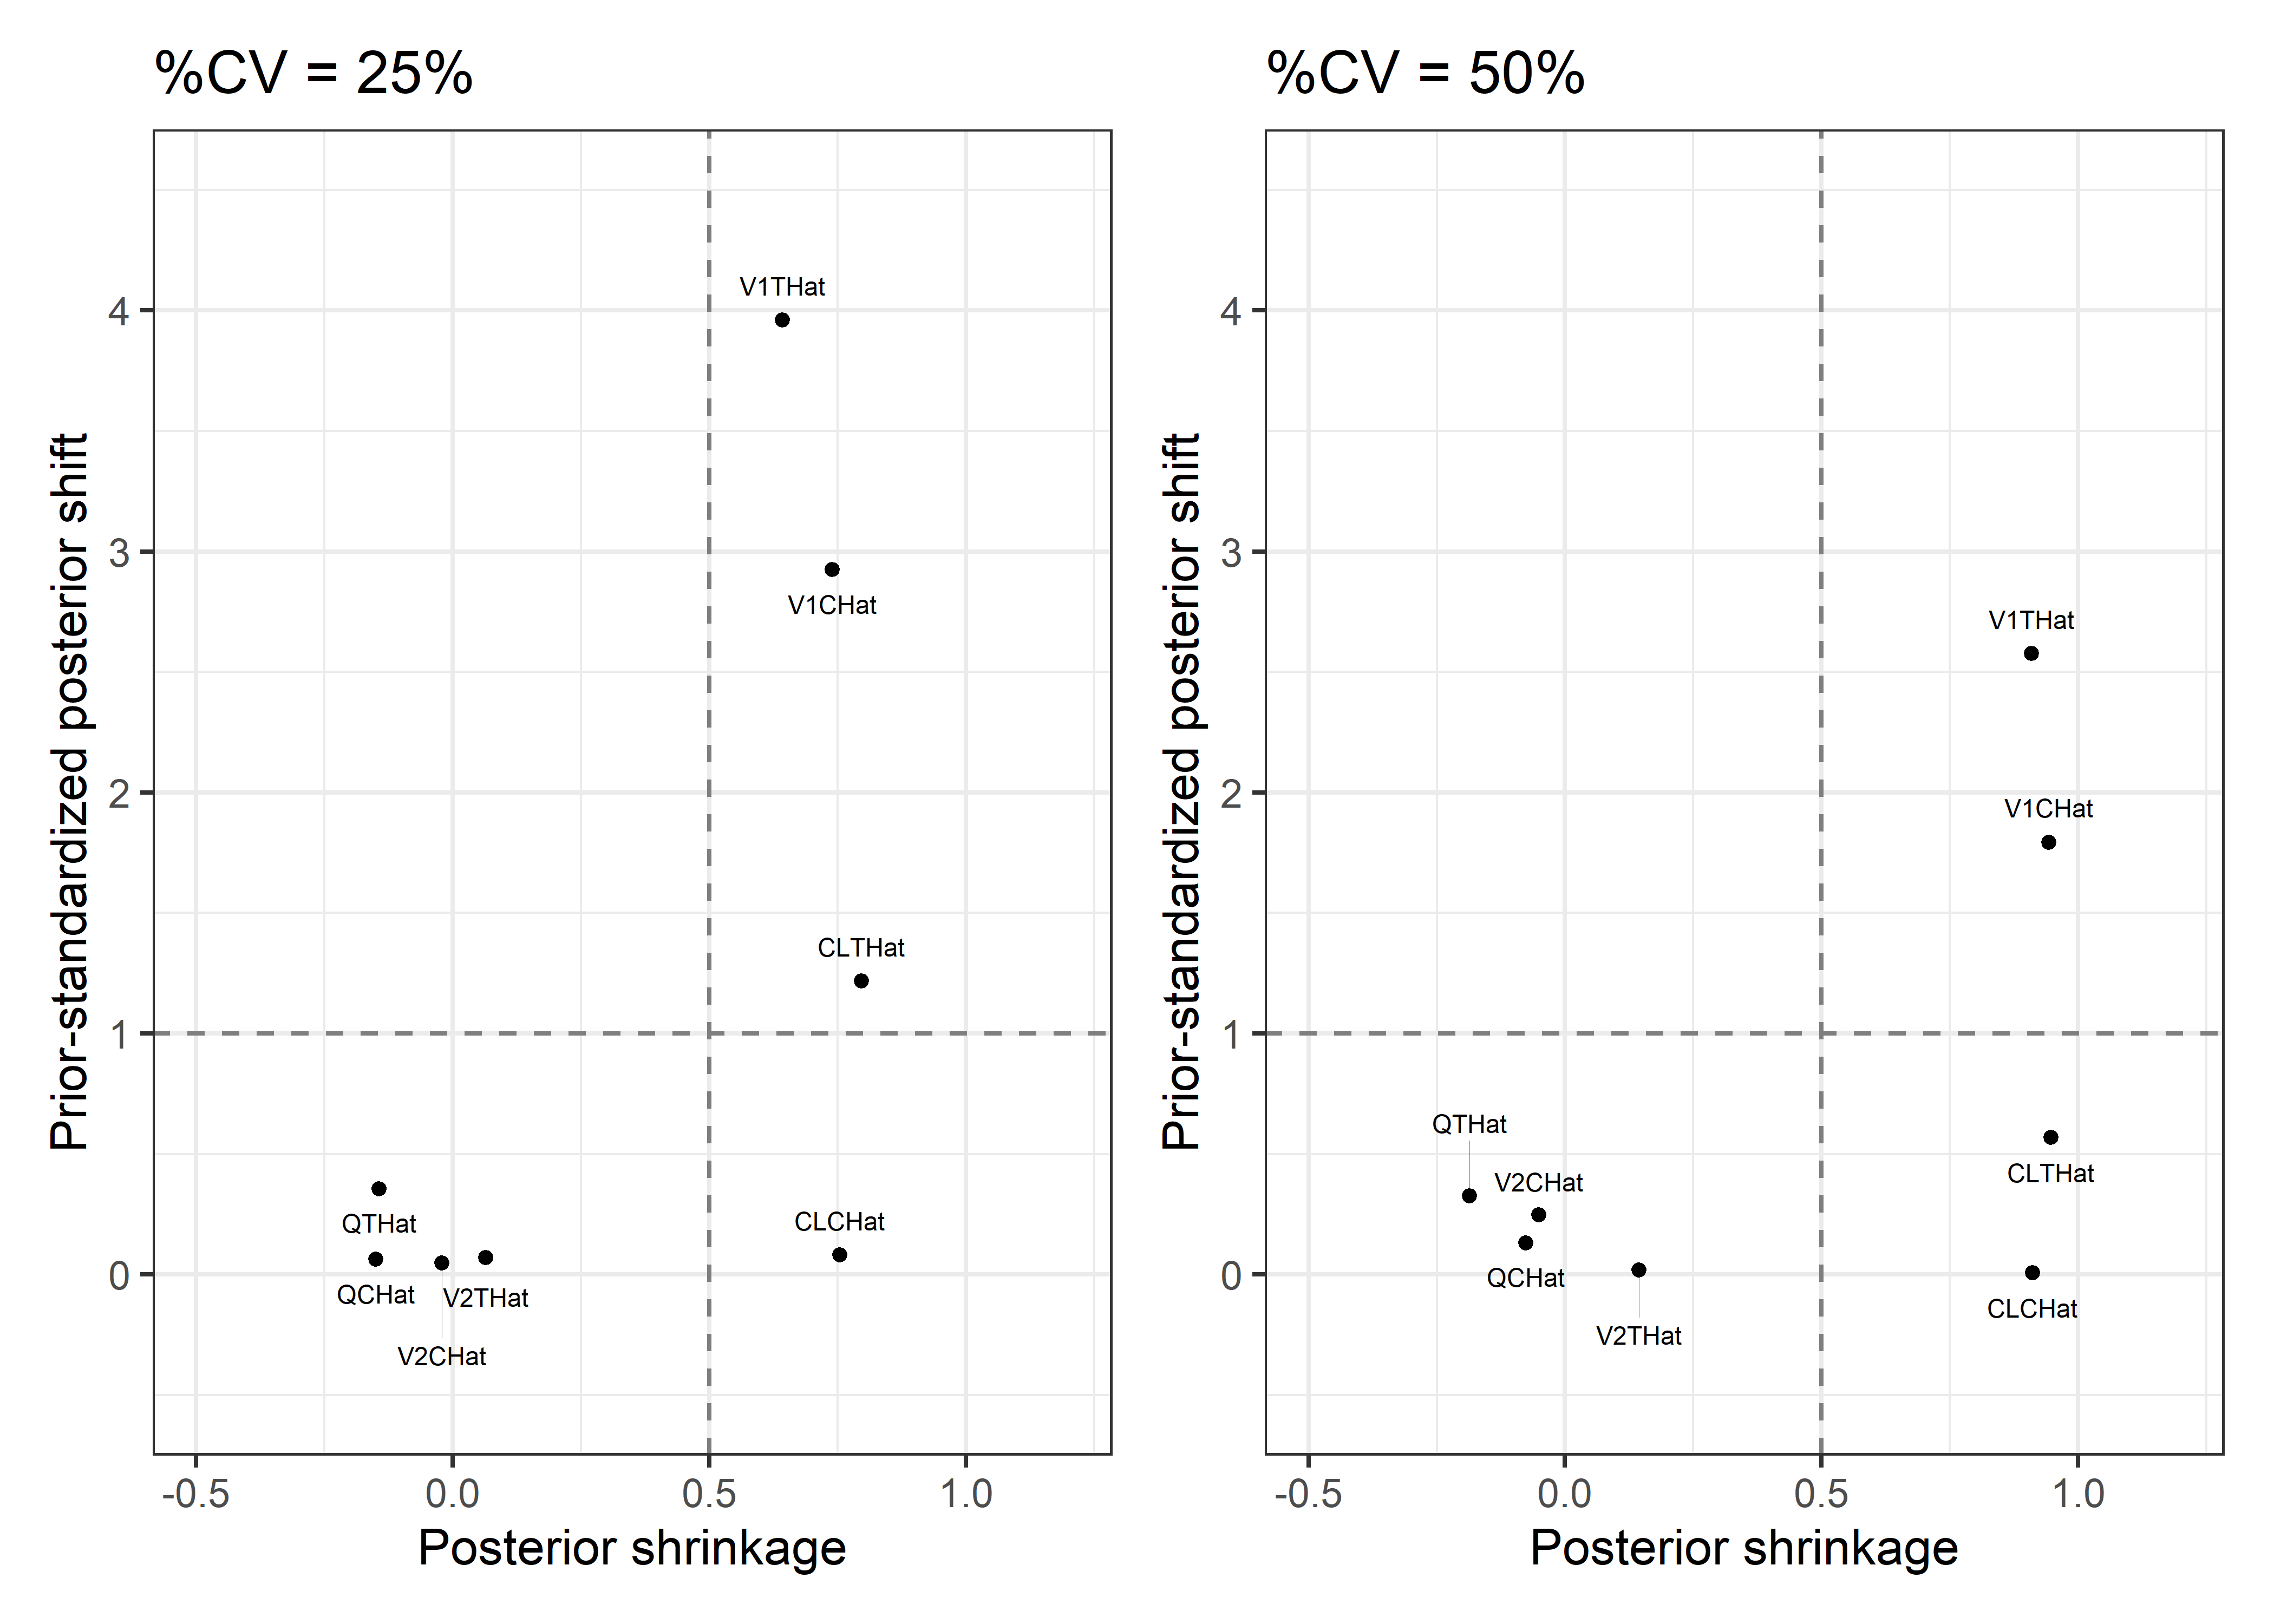 %CV = 25%
Prior-standardized posterior shift
4
3
2
1
0
V1THat
V1CHat
CLTHat
CLCHat
QTHat
QCHat
V2THat
V2CHat
-0.5 0.0 0.5 1.0
Posterior shrinkage
%CV = 50%
Prior-standardized posterior shift
4
3
2
1
0
V1THat
V1CHat
QTHat
CLTHat
V2CHat
QCHat
CLCHat
V2THat
-0.5 0.0 0.5 1.0
Posterior shrinkage